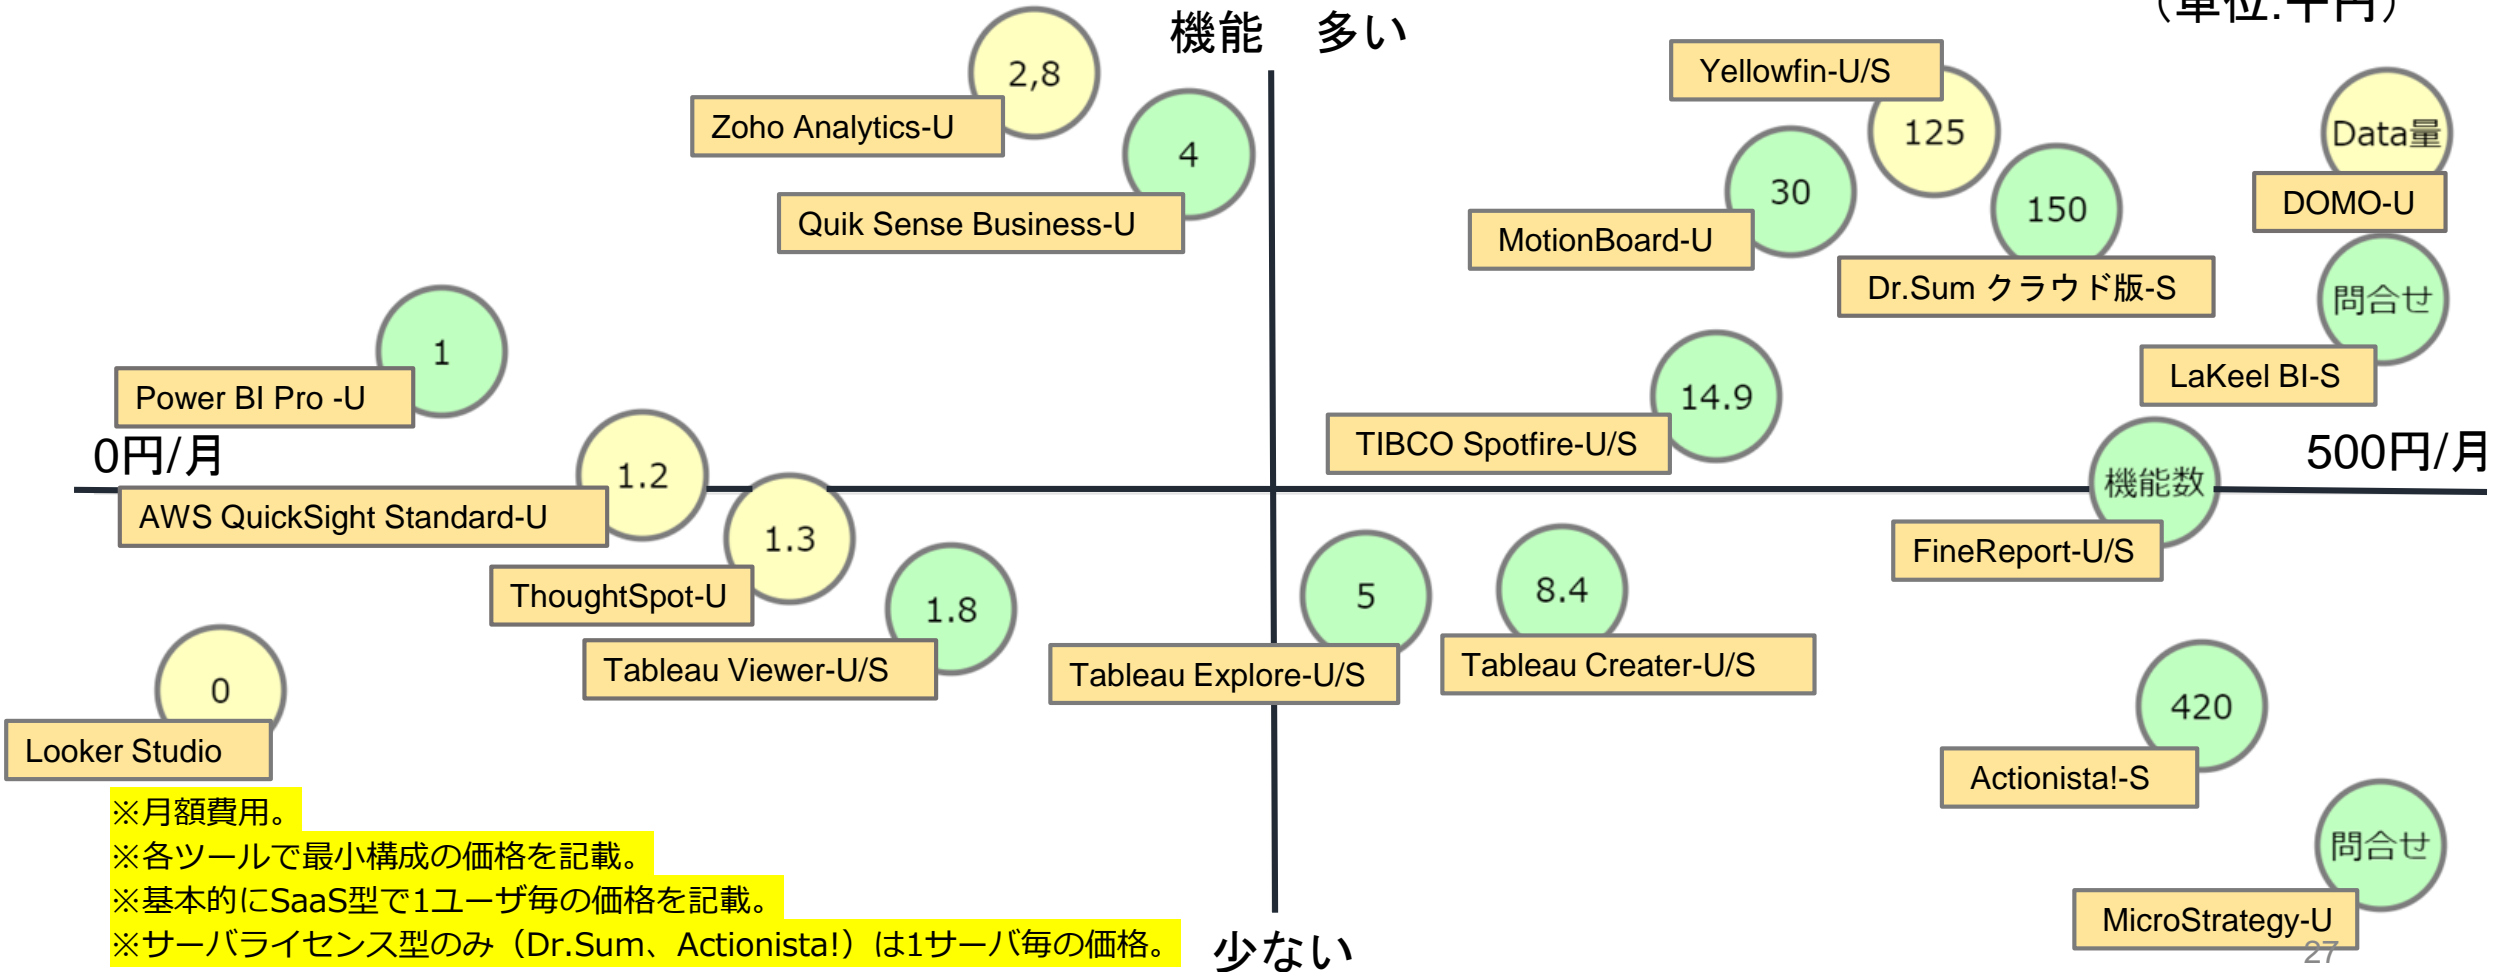 （単位:千円）
機能　多い
2,8
Zoho Analytics-U
4
Quik Sense Business-U
Yellowfin-U/S
125
30
MotionBoard-U
150
Dr.Sum クラウド版-S
Data量
DOMO-U
問合せ
LaKeel BI-S
1
Power BI Pro -U
14.9
TIBCO Spotfire-U/S
0円/月
500円/月
1.2
AWS QuickSight Standard-U
1.3
ThoughtSpot-U
1.8
Tableau Viewer-U/S
5
Tableau Explore-U/S
8.4
Tableau Creater-U/S
機能数
FineReport-U/S
0
Looker Studio
420
Actionista!-S
問合せ
MicroStrategy-U
※月額費用。
※各ツールで最小構成の価格を記載。
※基本的にSaaS型で1ユーザ毎の価格を記載。
※サーバライセンス型のみ（Dr.Sum、Actionista!）は1サーバ毎の価格。
少ない
27